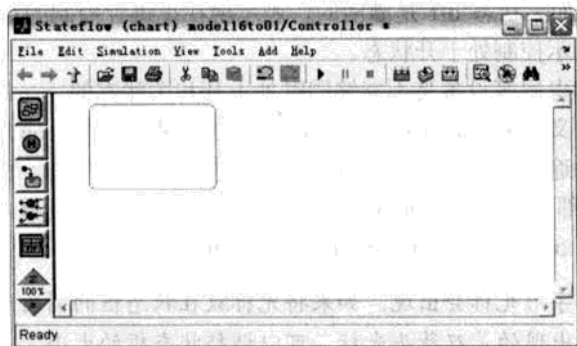 Stateflow (chart) model16to01/Controller *
File Edit Simulation View Tools Add Help
100%
Ready